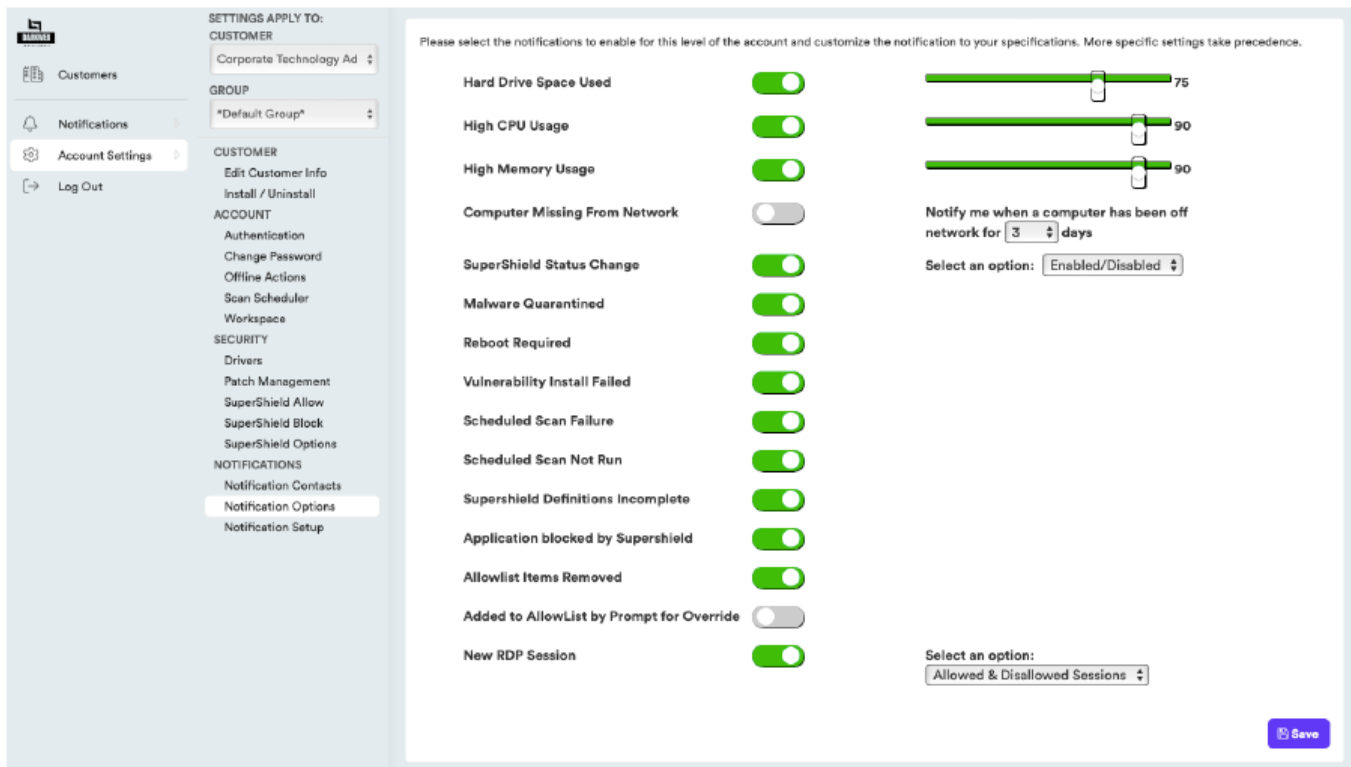 Customers
Notifications
Account Settings
Log Out
SETTINGS APPLY TO:
CUSTOMER
Corporate Technology Ad
GROUP
*Default Group*
CUSTOMER
Edit Customer Info
Install / Uninstall
ACCOUNT
Authentication
Change Password
Offline Actions
Scan Scheduler
Workspace
SECURITY
Drivers
Patch Management
SuperShield Allow
SuperShield Block
SuperShield Options
NOTIFICATIONS
Notification Contacts
Notification Options
Notification Setup
Please select the notifications to enable for this level of the account and customize the notification to your specifications. More specific settings take precedence.
Hard Drive Space Used 75
High CPU Usage 90
High Memory Usage 90
Computer Missing From Network Notify me when a computer has been off
network for 3 days
SuperShield Status Change Select an option: Enabled/Disabled
Malware Quarantined
Reboot Required
Vulnerability Install Failed
Scheduled Scan Failure
Scheduled Scan Not Run
Supershield Definitions Incomplete
Application blocked by Supershield
Allowlist Items Removed
Added to AllowList by Prompt for Override
New RDP Session Select an option:
Allowed & Disallowed Sessions
Save